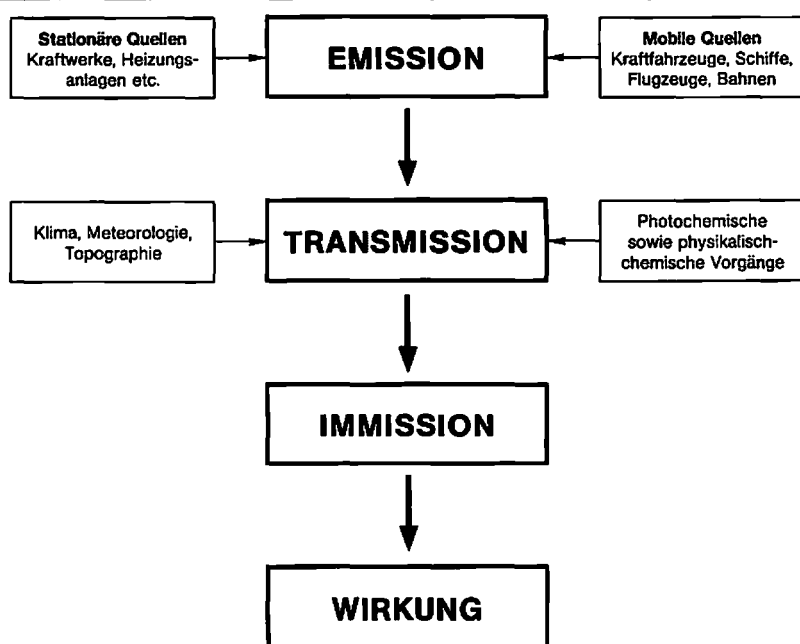 Stationäre Quellen
Kraftwerke, Heizungs-
anlagen etc.
EMISSION
Mobile Quellen
Kraftfahrzeuge, Schiffe,
Flugzeuge, Bahnen
Klima, Meteorologie,
Topographie
TRANSMISSION
Photochemische
sowie physikalisch-
chemische Vorgänge
IMMISSION
WIRKUNG